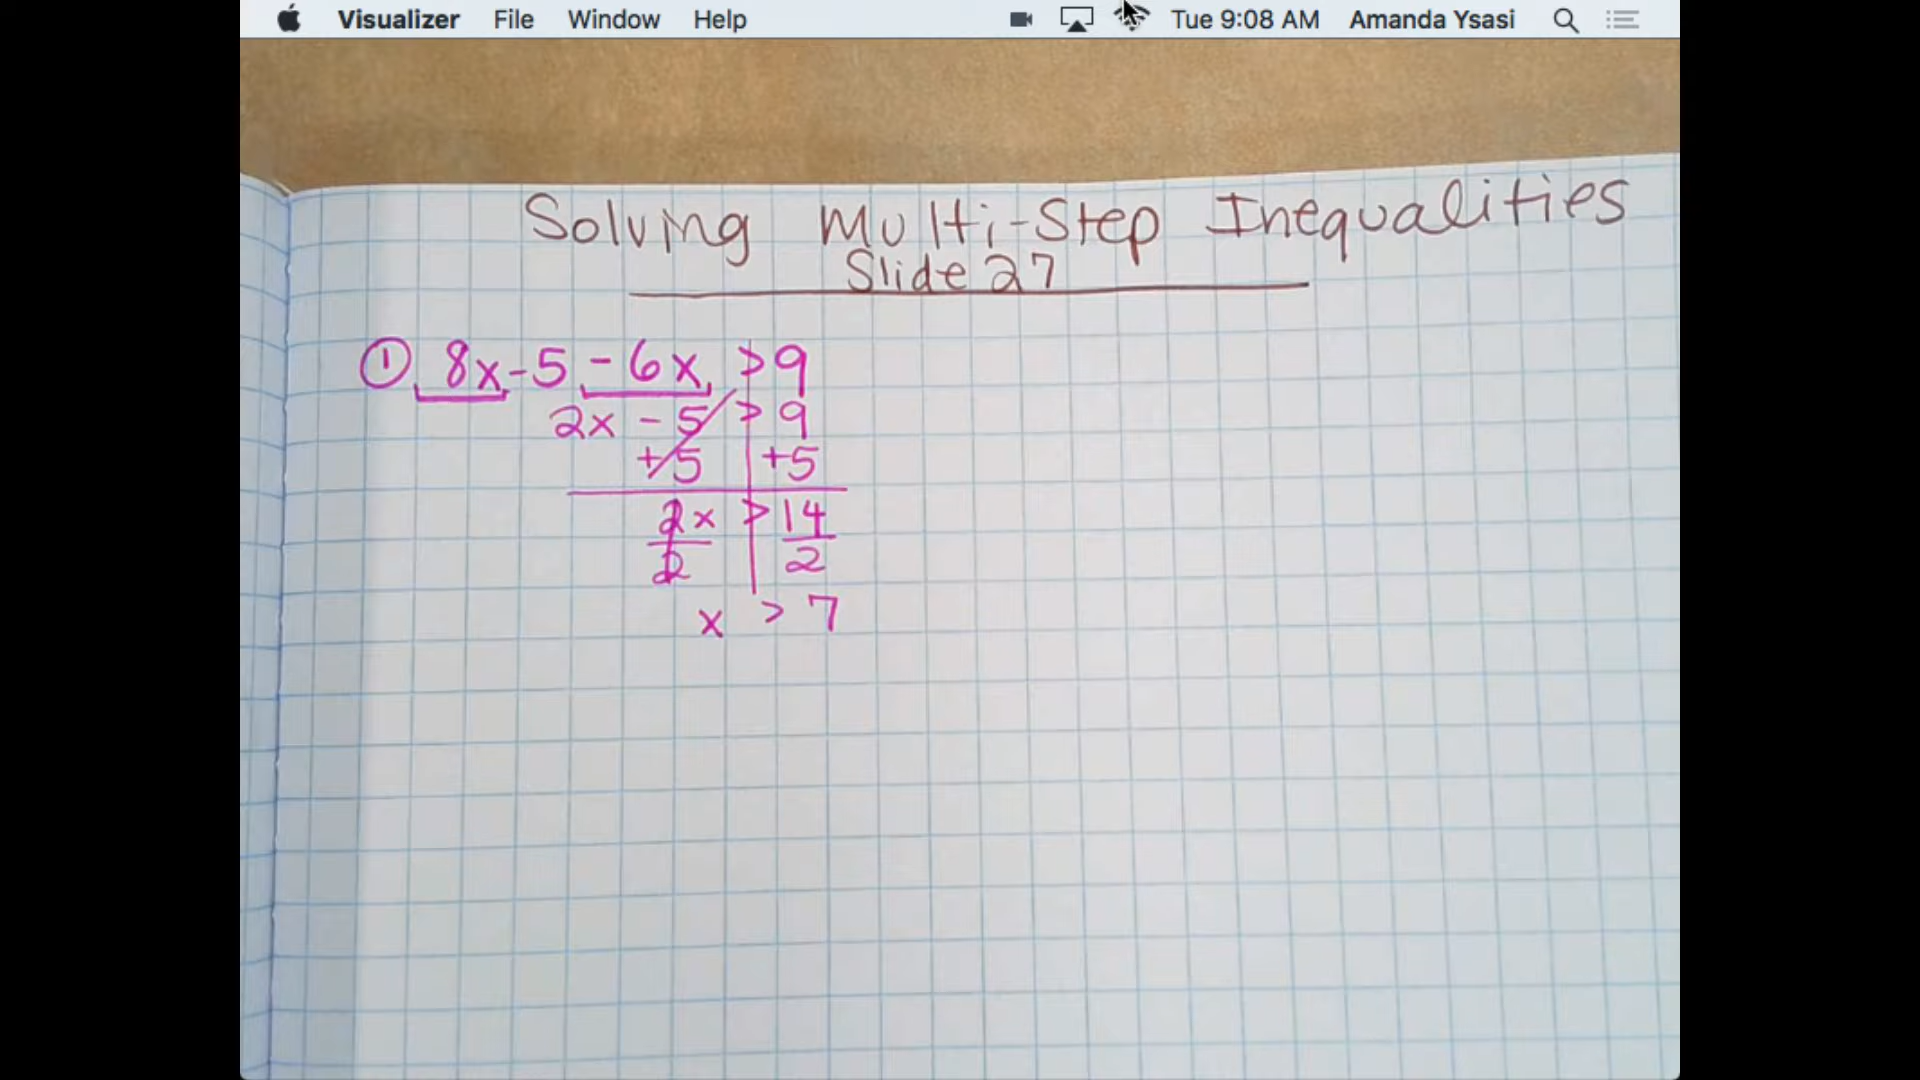 Visualizer File Window Help Tue 9:08 AM Amanda Ysasi
Solving Multi-Step Inequalities
Slide 27
① 8x - 5 - 6x > 9
2x - 5 > 9
+5 +5
2x > 14
2 2
x > 7